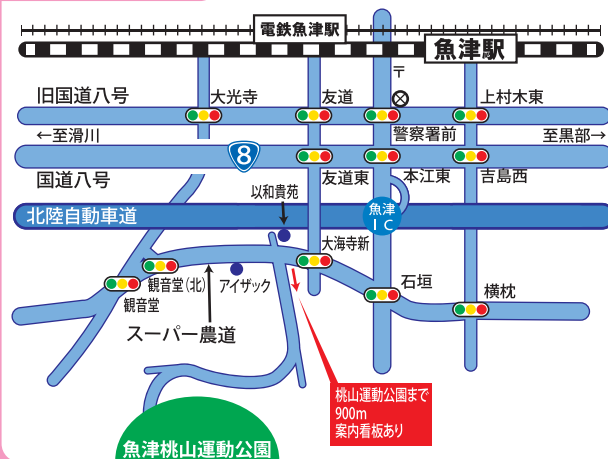 電鉄魚津駅
魚津駅
〒
旧国道八号
大光寺
友道
上村木東
←至滑川
警察署前
至黒部→
8
国道八号
友道東
本江東
吉島西
以和貴苑
北陸自動車道
魚津
IC
大海寺新
観音堂(北)
アイザック
石垣
横枕
観音堂
スーパー農道
桃山運動公園まで
900m
案内看板あり
魚津桃山運動公園